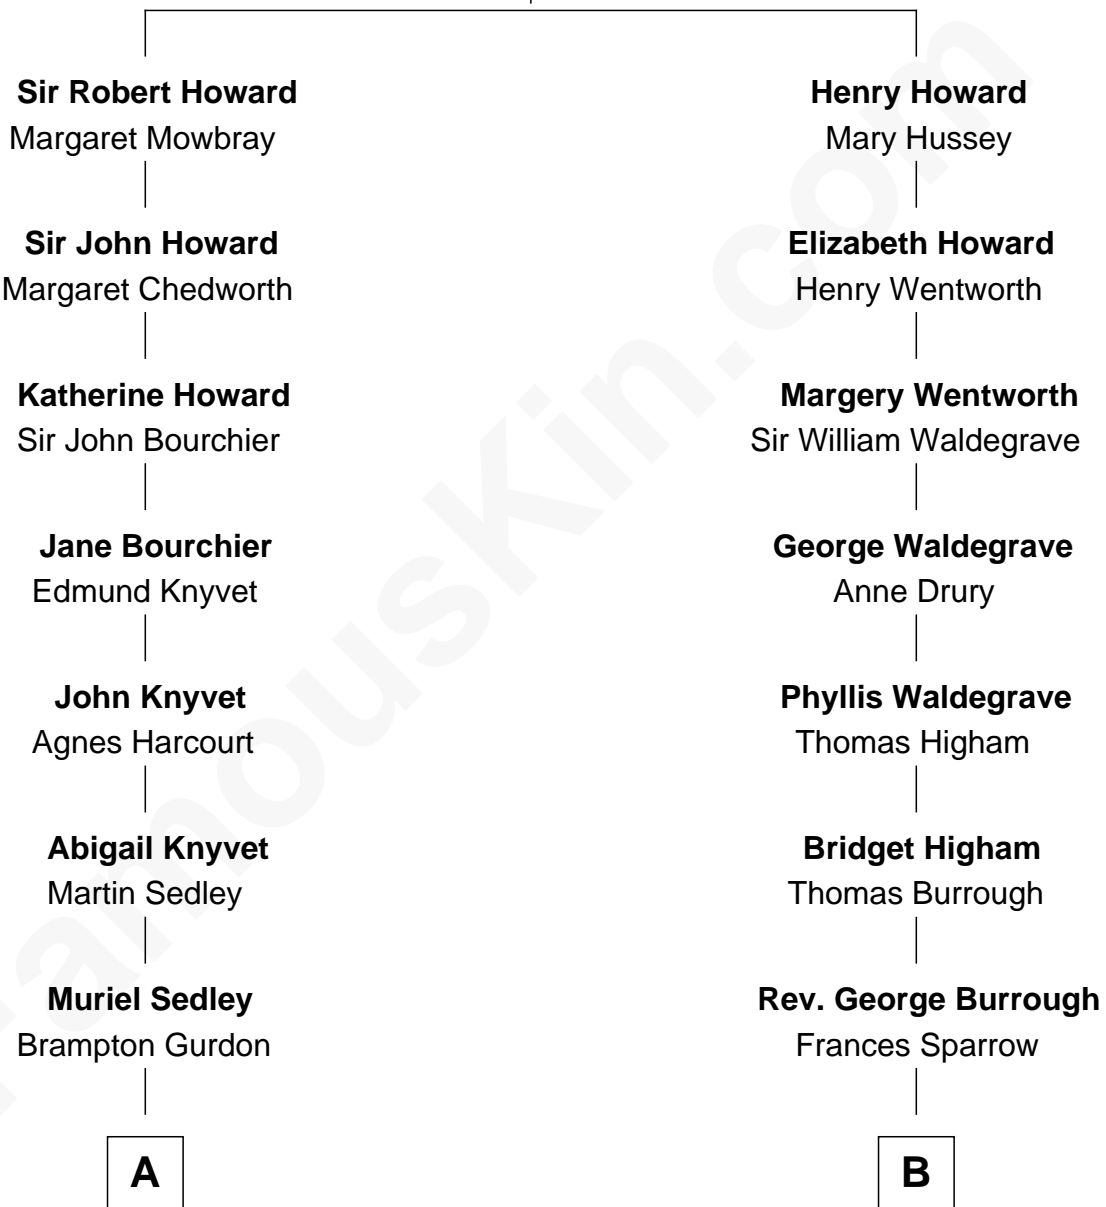 Sir Robert Howard
Margaret Mowbray
Sir John Howard
Margaret Chedworth
Katherine Howard
Sir John Bourchier
Jane Bourchier
Edmund Knyvet
John Knyvet
Agnes Harcourt
Abigail Knyvet
Martin Sedley
Muriel Sedley
Brampton Gurdon
A
Henry Howard
Mary Hussey
Elizabeth Howard
Henry Wentworth
Margery Wentworth
Sir William Waldegrave
George Waldegrave
Anne Drury
Phyllis Waldegrave
Thomas Higham
Bridget Higham
Thomas Burrough
Rev. George Burrough
Frances Sparrow
B
FamousKin.com